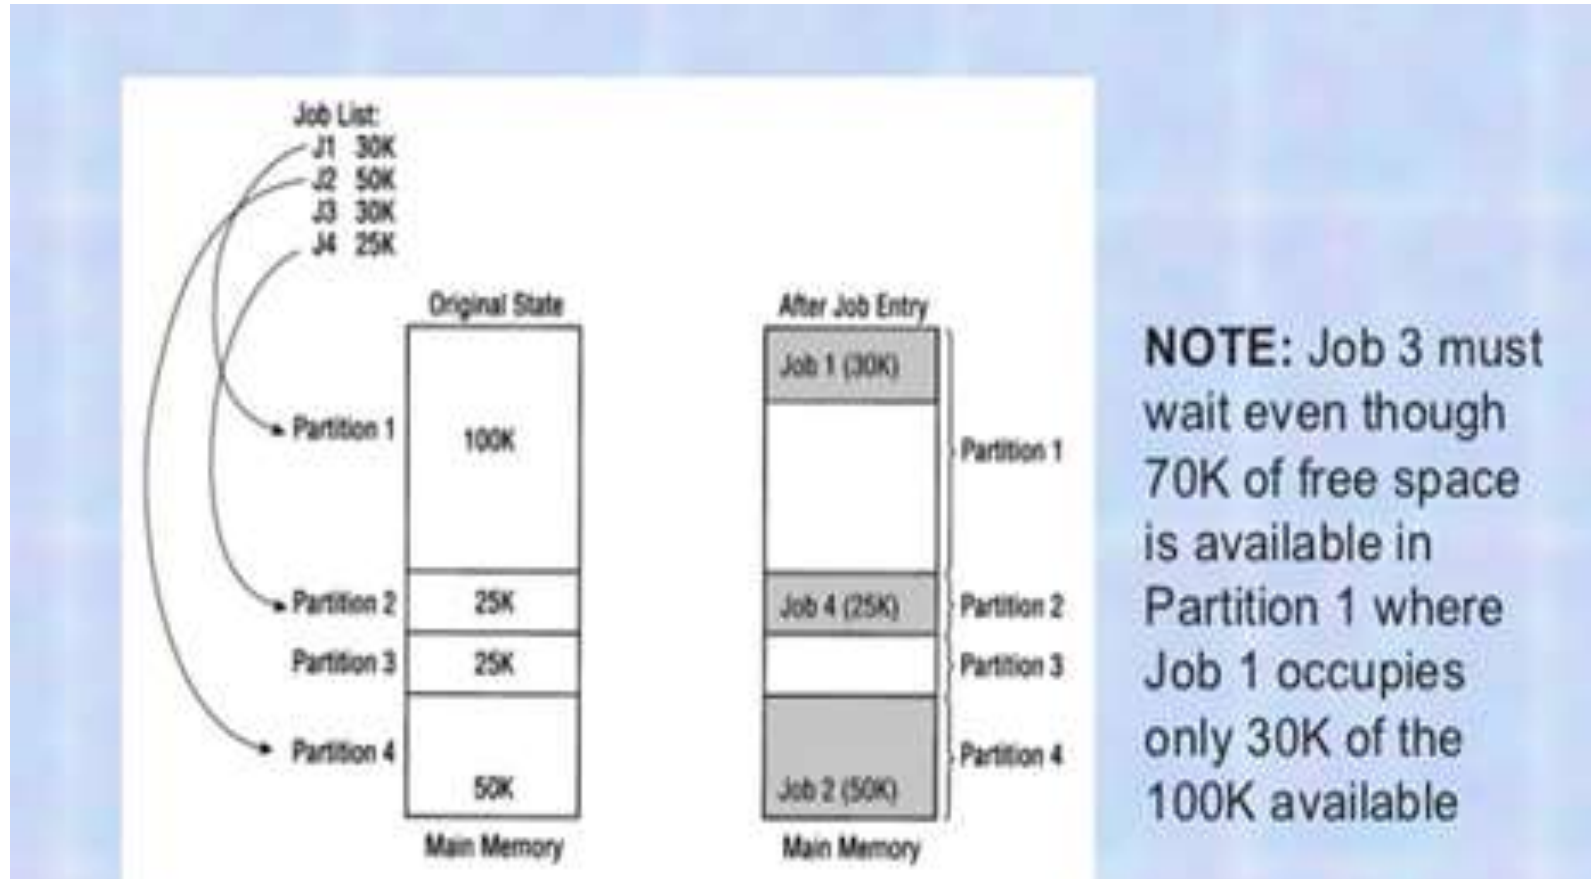 Job List:
J1 30K
J2 50K
J3 30K
J4 25K
Original State
Partition 1
100K
Partition 2
25K
Partition 3
25K
Partition 4
50K
Main Memory
After Job Entry
Job 1 (30K)
Partition 1
Job 4 (25K)
Partition 2
Partition 3
Partition 4
Job 2 (50K)
Main Memory
NOTE: Job 3 must
wait even though
70K of free space
is available in
Partition 1 where
Job 1 occupies
only 30K of the
100K available